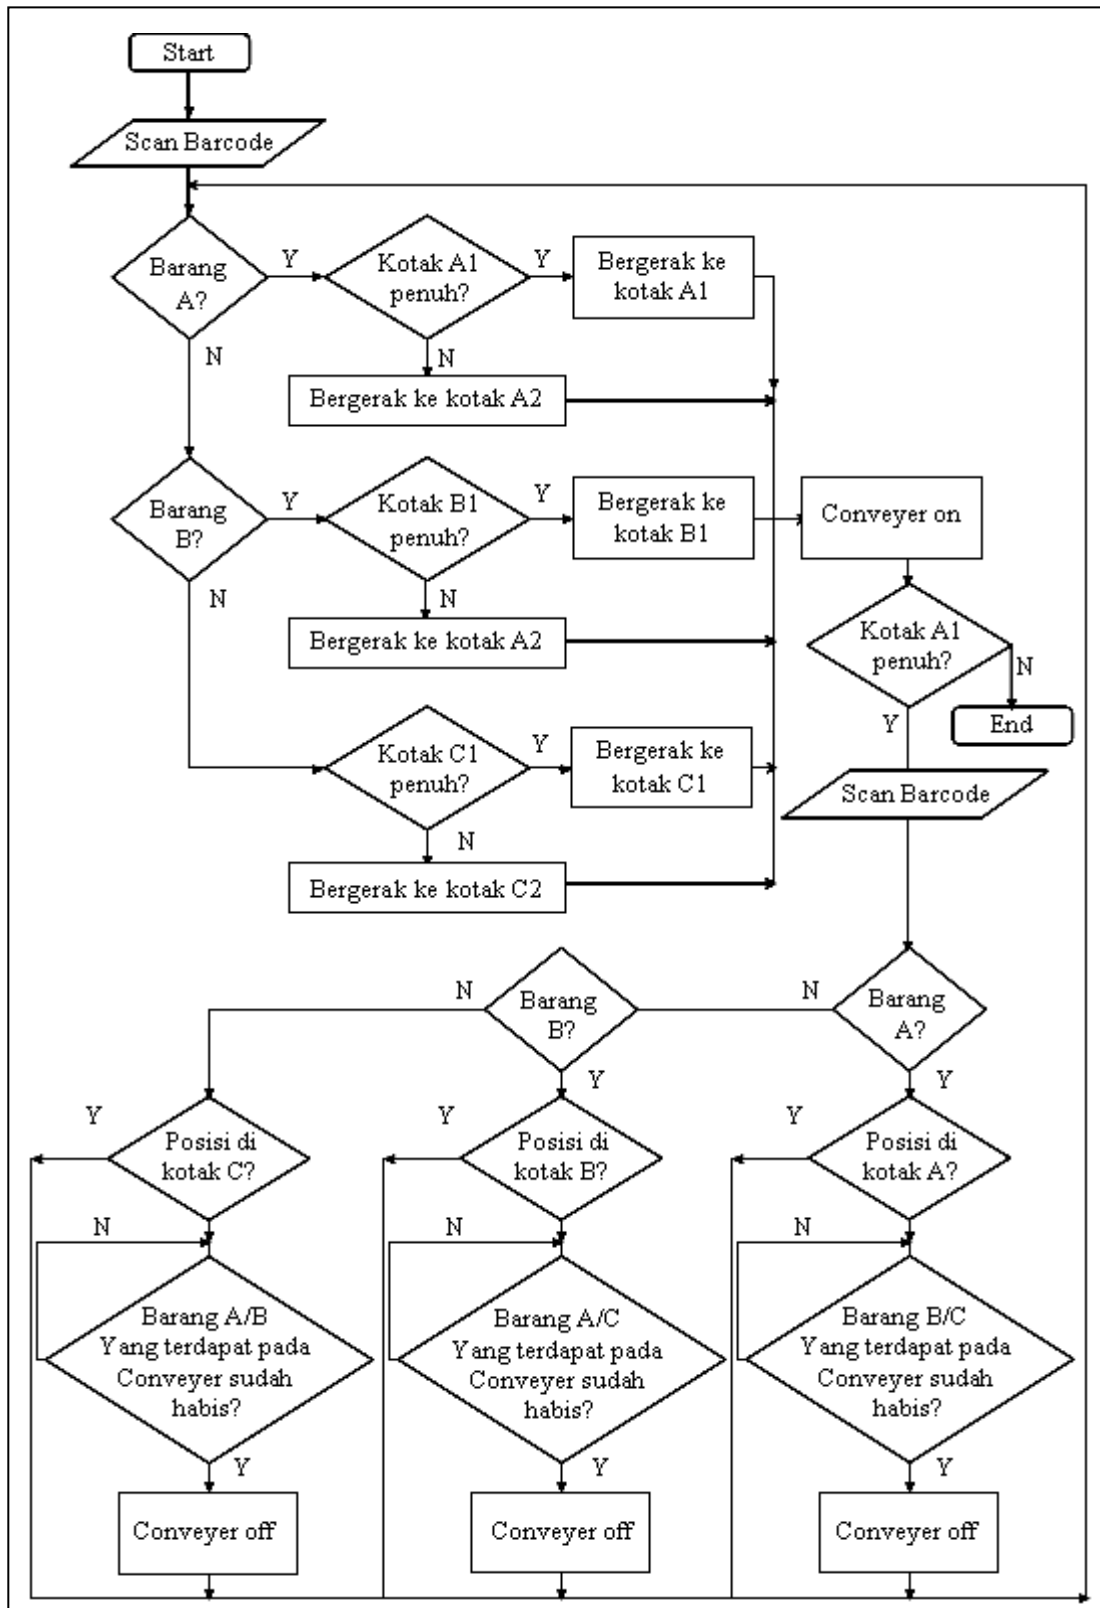 Start
Scan Barcode
Barang
A?
Y
Kotak A1
penuh?
Y
Bergerak ke
kotak A1
N
N
Bergerak ke kotak A2
Barang
B?
Y
Kotak B1
penuh?
Y
Bergerak ke
kotak B1
Conveyer on
N
N
Bergerak ke kotak A2
Kotak A1
penuh?
N
Y
End
Kotak C1
penuh?
Y
Bergerak ke
kotak C1
Scan Barcode
N
Bergerak ke kotak C2
N
Barang
B?
N
Barang
A?
Y
Y
Y
Posisi di
kotak C?
Y
Posisi di
kotak B?
Y
Posisi di
kotak A?
N
N
N
Barang A/B
Yang terdapat pada
Conveyer sudah
habis?
Barang A/C
Yang terdapat pada
Conveyer sudah
habis?
Barang B/C
Yang terdapat pada
Conveyer sudah
habis?
Y
Y
Y
Conveyer off
Conveyer off
Conveyer off